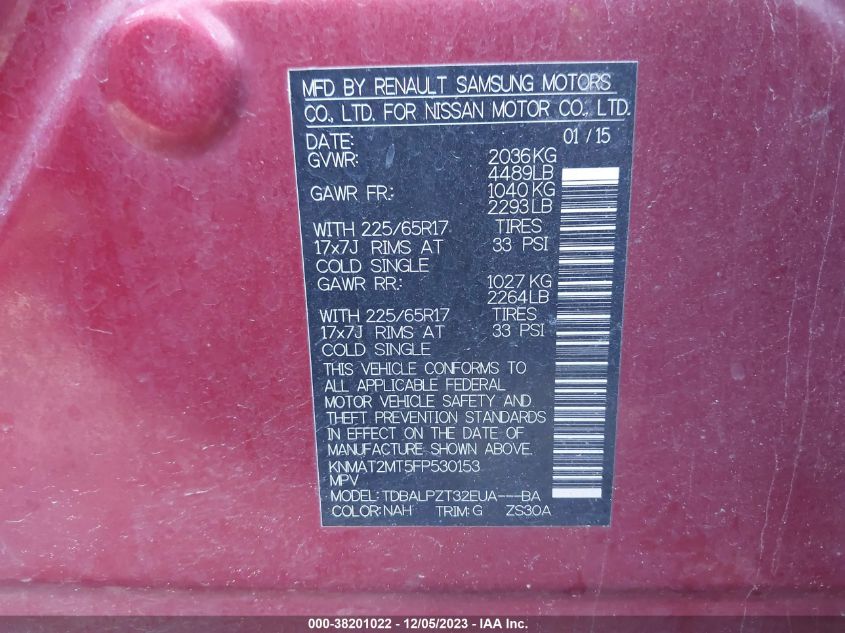 MFD BY RENAULT SAMSUNG MOTORS
CO., LTD. FOR NISSAN MOTOR CO., LTD.
DATE: 01/15
GVWR: 2036KG
4489LB
GAWR FR: 1040KG
2293LB
WITH 225/65R17 TIRES
17x7J RIMS AT 33 PSI
COLD SINGLE
GAWR RR: 1027KG
2264LB
WITH 225/65R17 TIRES
17x7J RIMS AT 33 PSI
COLD SINGLE
THIS VEHICLE CONFORMS TO
ALL APPLICABLE FEDERAL
MOTOR VEHICLE SAFETY AND
THEFT PREVENTION STANDARDS
IN EFFECT ON THE DATE OF
MANUFACTURE SHOWN ABOVE.
KNMAT2MT5FP530153
MPV
MODEL: TDBALPZT32EUA---BA
COLOR: NAH TRIM: G ZS30A
000-38201022 - 12/05/2023 - IAA Inc.